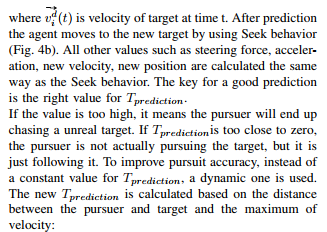 where $\overrightarrow{v_i^d}(t)$ is velocity of target at time t. After prediction
the agent moves to the new target by using Seek behavior
(Fig. 4b). All other values such as steering force, acceler-
ation, new velocity, new position are calculated the same
way as the Seek behavior. The key for a good prediction
is the right value for $T_{prediction}$.
If the value is too high, it means the pursuer will end up
chasing a unreal target. If $T_{prediction}$is too close to zero,
the pursuer is not actually pursuing the target, but it is
just following it. To improve pursuit accuracy, instead of
a constant value for $T_{prediction}$, a dynamic one is used.
The new $T_{prediction}$ is calculated based on the distance
between the pursuer and target and the maximum of
velocity: